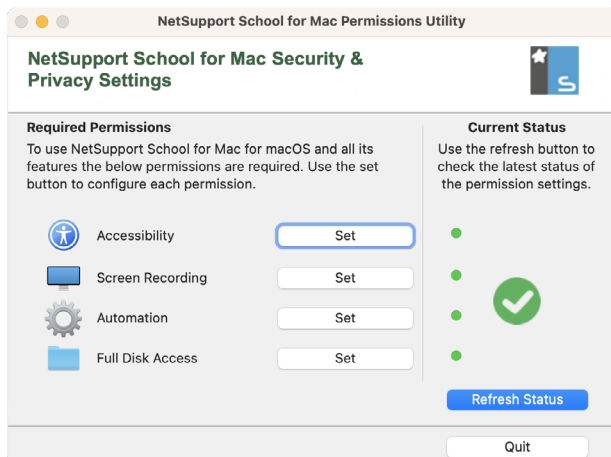 NetSupport School for Mac Permissions Utility
NetSupport School for Mac Security &
Privacy Settings
S
Required Permissions
To use NetSupport School for Mac for macOS and all its
features the below permissions are required. Use the set
button to configure each permission.
Current Status
Use the refresh button to
check the latest status of
the permission settings.
Accessibility
Set
Screen Recording
Set
Automation
Set
Full Disk Access
Set
Refresh Status
Quit